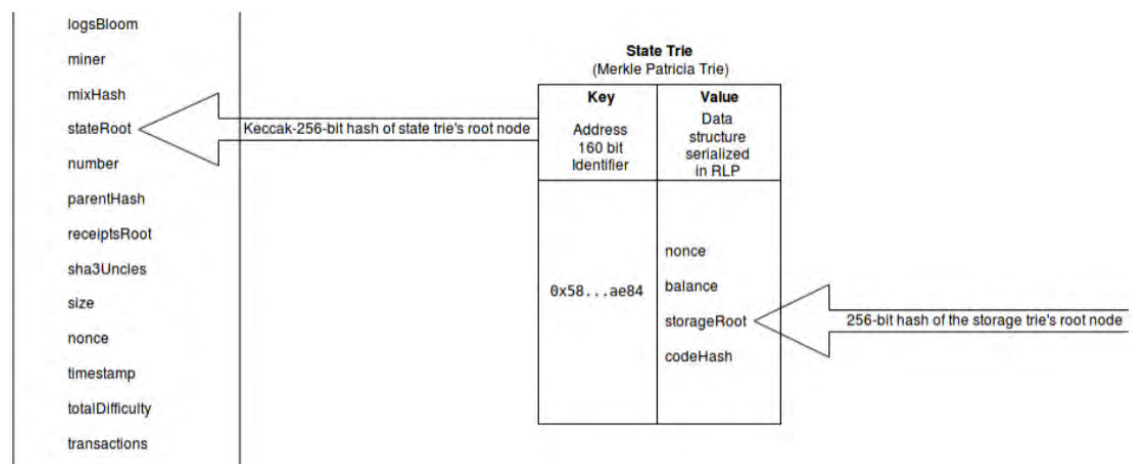 logsBloom
miner
mixHash
stateRoot
number
parentHash
receiptsRoot
sha3Uncles
size
nonce
timestamp
totalDifficulty
transactions
Keccak-256-bit hash of state trie's root node
State Trie
(Merkle Patricia Trie)
Key
Address
160 bit
Identifier
Value
Data
structure
serialized
in RLP
0x58...ae84
nonce
balance
storageRoot
codeHash
256-bit hash of the storage trie's root node